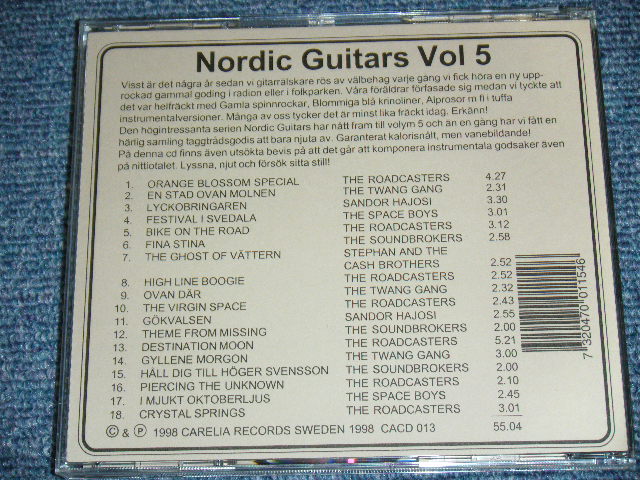 Nordic Guitars Vol 5
Visst är det några år sedan vi gitarrälskare rös av välbehag varje gång vi fick höra en ny upp-
rockad gammal goding i radion eller i folkparken. Våra föräldrar förfasade sig medan vi tyckte att
det var helfräckt med Gamla spinnrockar, Blommiga blå krinoliner, Alprosor m fl i tuffa
instrumentalversioner. Många av oss tycker det är minst lika fräckt idag. Erkänn!
Den högintressanta serien Nordic Guitars har nått fram till volym 5 och än en gång har vi fått en
härlig samling taggtrådsgodis att bara njuta av. Garanterat kalorisnålt, men vanebildande!
På denna cd finns även utsökta bevis på att det går att komponera instrumentala godsaker även
på nittiotalet. Lyssna, njut och försök sitta still!
1. ORANGE BLOSSOM SPECIAL THE ROADCASTERS 4.27
2. EN STAD OVAN MOLNEN THE TWANG GANG 2.31
3. LYCKOBRINGAREN SANDOR HAJOSI 3.30
4. FESTIVAL I SVEDALA THE SPACE BOYS 3.01
5. BIKE ON THE ROAD THE ROADCASTERS 3.12
6. FINA STINA THE SOUNDBROKERS 2.58
7. THE GHOST OF VÄTTERN STEPHAN AND THE
CASH BROTHERS 2.52
8. HIGH LINE BOOGIE THE ROADCASTERS 2.52
9. OVAN DÄR THE TWANG GANG 2.32
10. THE VIRGIN SPACE THE ROADCASTERS 2.43
11. GÖKVALSEN SANDOR HAJOSI 2.55
12. THEME FROM MISSING THE SOUNDBROKERS 2.00
13. DESTINATION MOON THE ROADCASTERS 5.21
14. GYLLENE MORGON THE TWANG GANG 3.00
15. HÅLL DIG TILL HÖGER SVENSSON THE SOUNDBROKERS 2.00
16. PIERCING THE UNKNOWN THE ROADCASTERS 2.10
17. I MJUKT OKTOBERLJUS THE SPACE BOYS 2.45
18. CRYSTAL SPRINGS THE ROADCASTERS 3.01
© & ℗ 1998 CARELIA RECORDS SWEDEN 1998 CACD 013 55.04
7 320470 011546